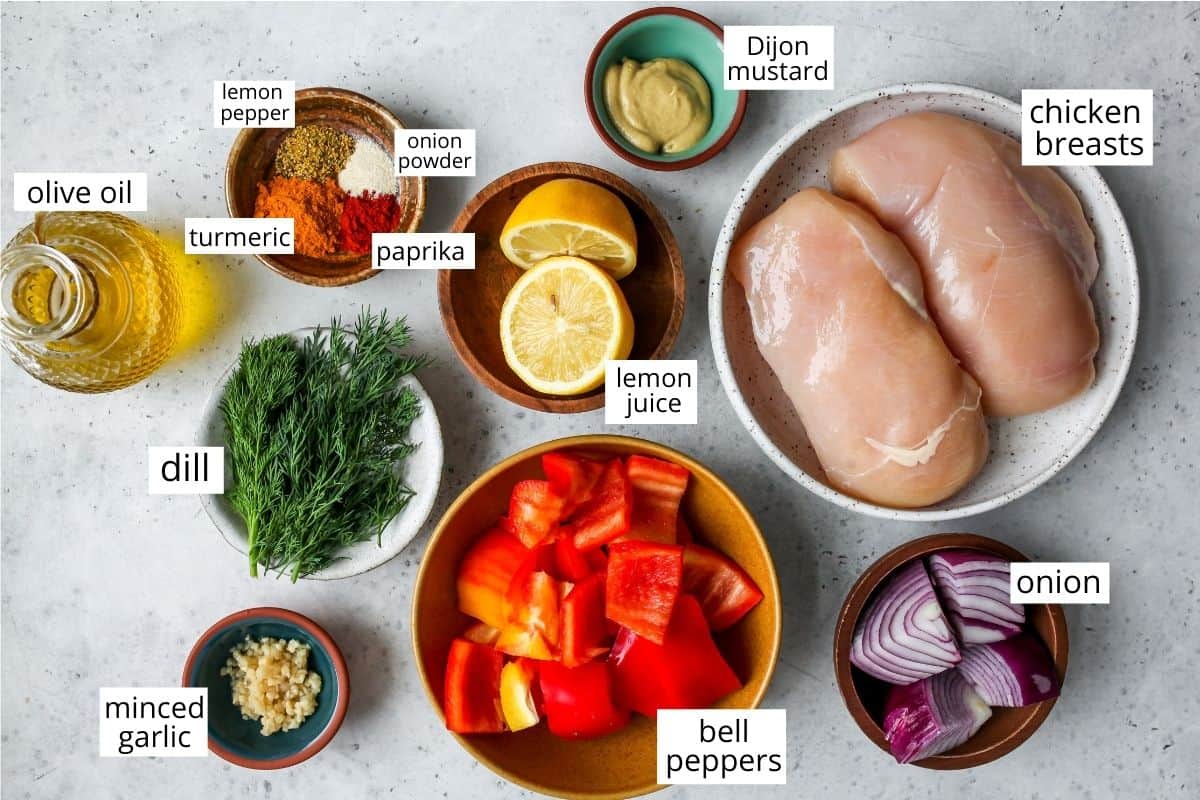 Dijon
mustard
lemon
pepper
chicken
breasts
onion
powder
olive oil
turmeric
paprika
lemon
juice
dill
onion
minced
garlic
bell
peppers